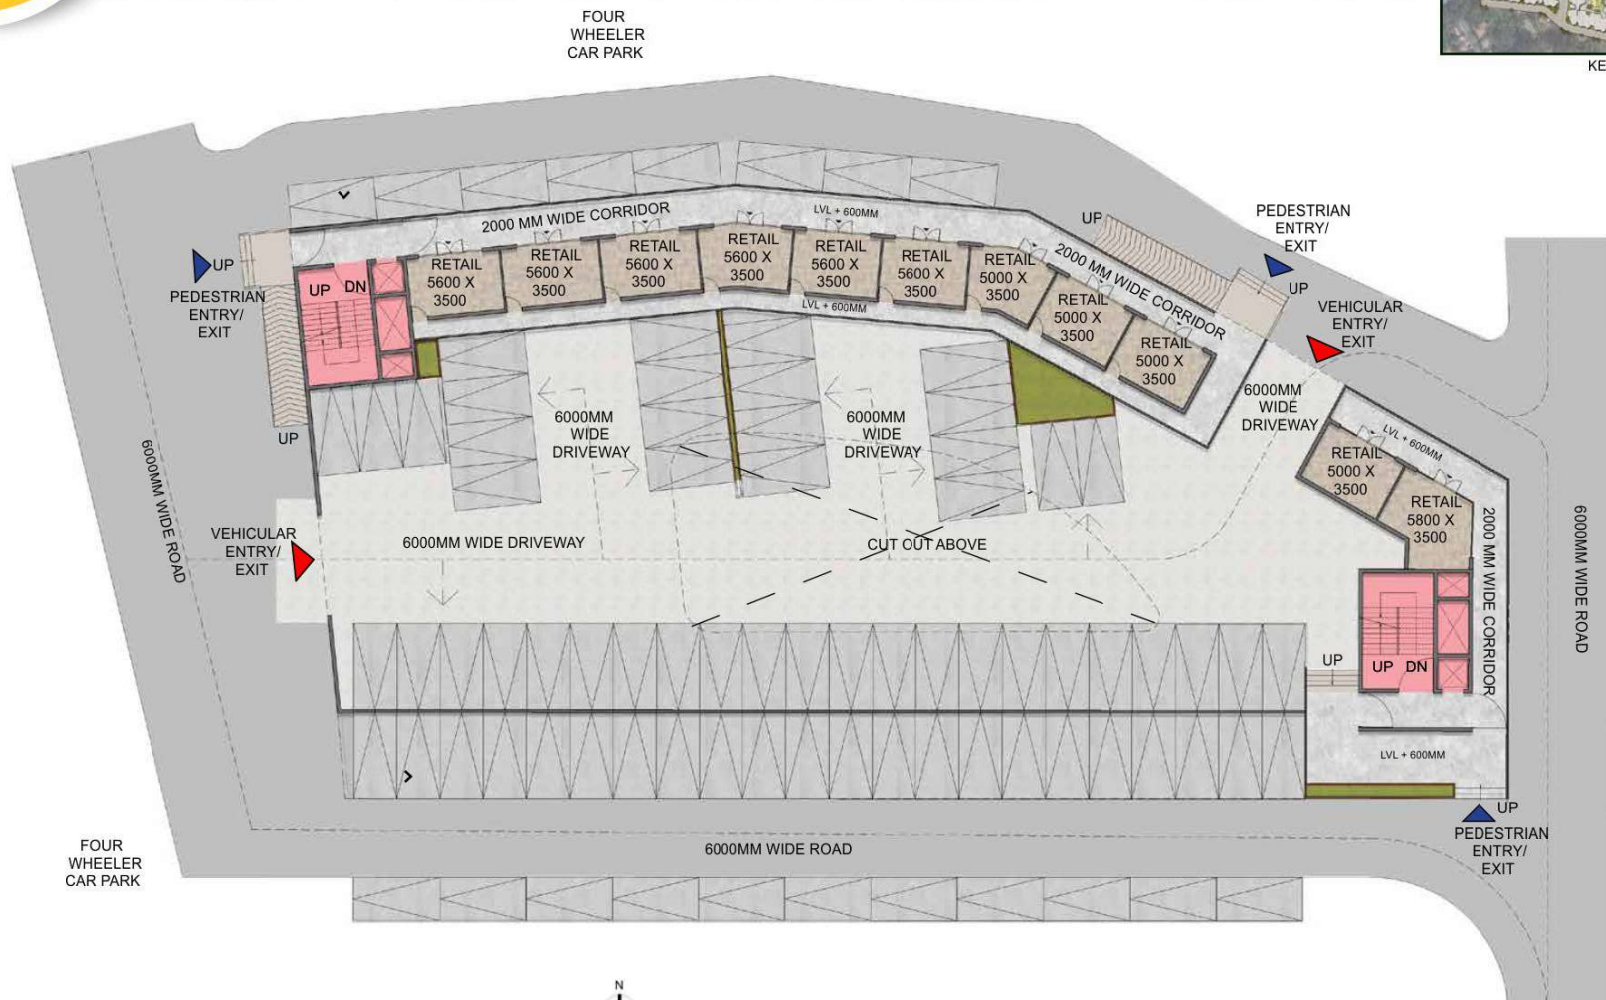 FOUR
WHEELER
CAR PARK
KE
UP
PEDESTRIAN
ENTRY/
EXIT
2000 MM WIDE CORRIDOR
LVL + 600MM
UP
PEDESTRIAN
ENTRY/
EXIT
UP
2000 MM WIDE CORRIDOR
VEHICULAR
ENTRY/
EXIT
UP DN
RETAIL
5600 X
3500
RETAIL
5600 X
3500
RETAIL
5600 X
3500
RETAIL
5600 X
3500
RETAIL
5600 X
3500
RETAIL
5600 X
3500
RETAIL
5000 X
3500
RETAIL
5000 X
3500
RETAIL
5000 X
3500
LVL + 600MM
UP
6000MM WIDE ROAD
6000MM
WIDE
DRIVEWAY
6000MM
WIDE
DRIVEWAY
6000MM
WIDE
DRIVEWAY
LVL + 600MM
RETAIL
5000 X
3500
RETAIL
5800 X
3500
2000 MM WIDE CORRIDOR
6000MM WIDE ROAD
VEHICULAR
ENTRY/
EXIT
6000MM WIDE DRIVEWAY
CUT OUT ABOVE
UP
UP DN
LVL + 600MM
UP
PEDESTRIAN
ENTRY/
EXIT
6000MM WIDE ROAD
FOUR
WHEELER
CAR PARK
N